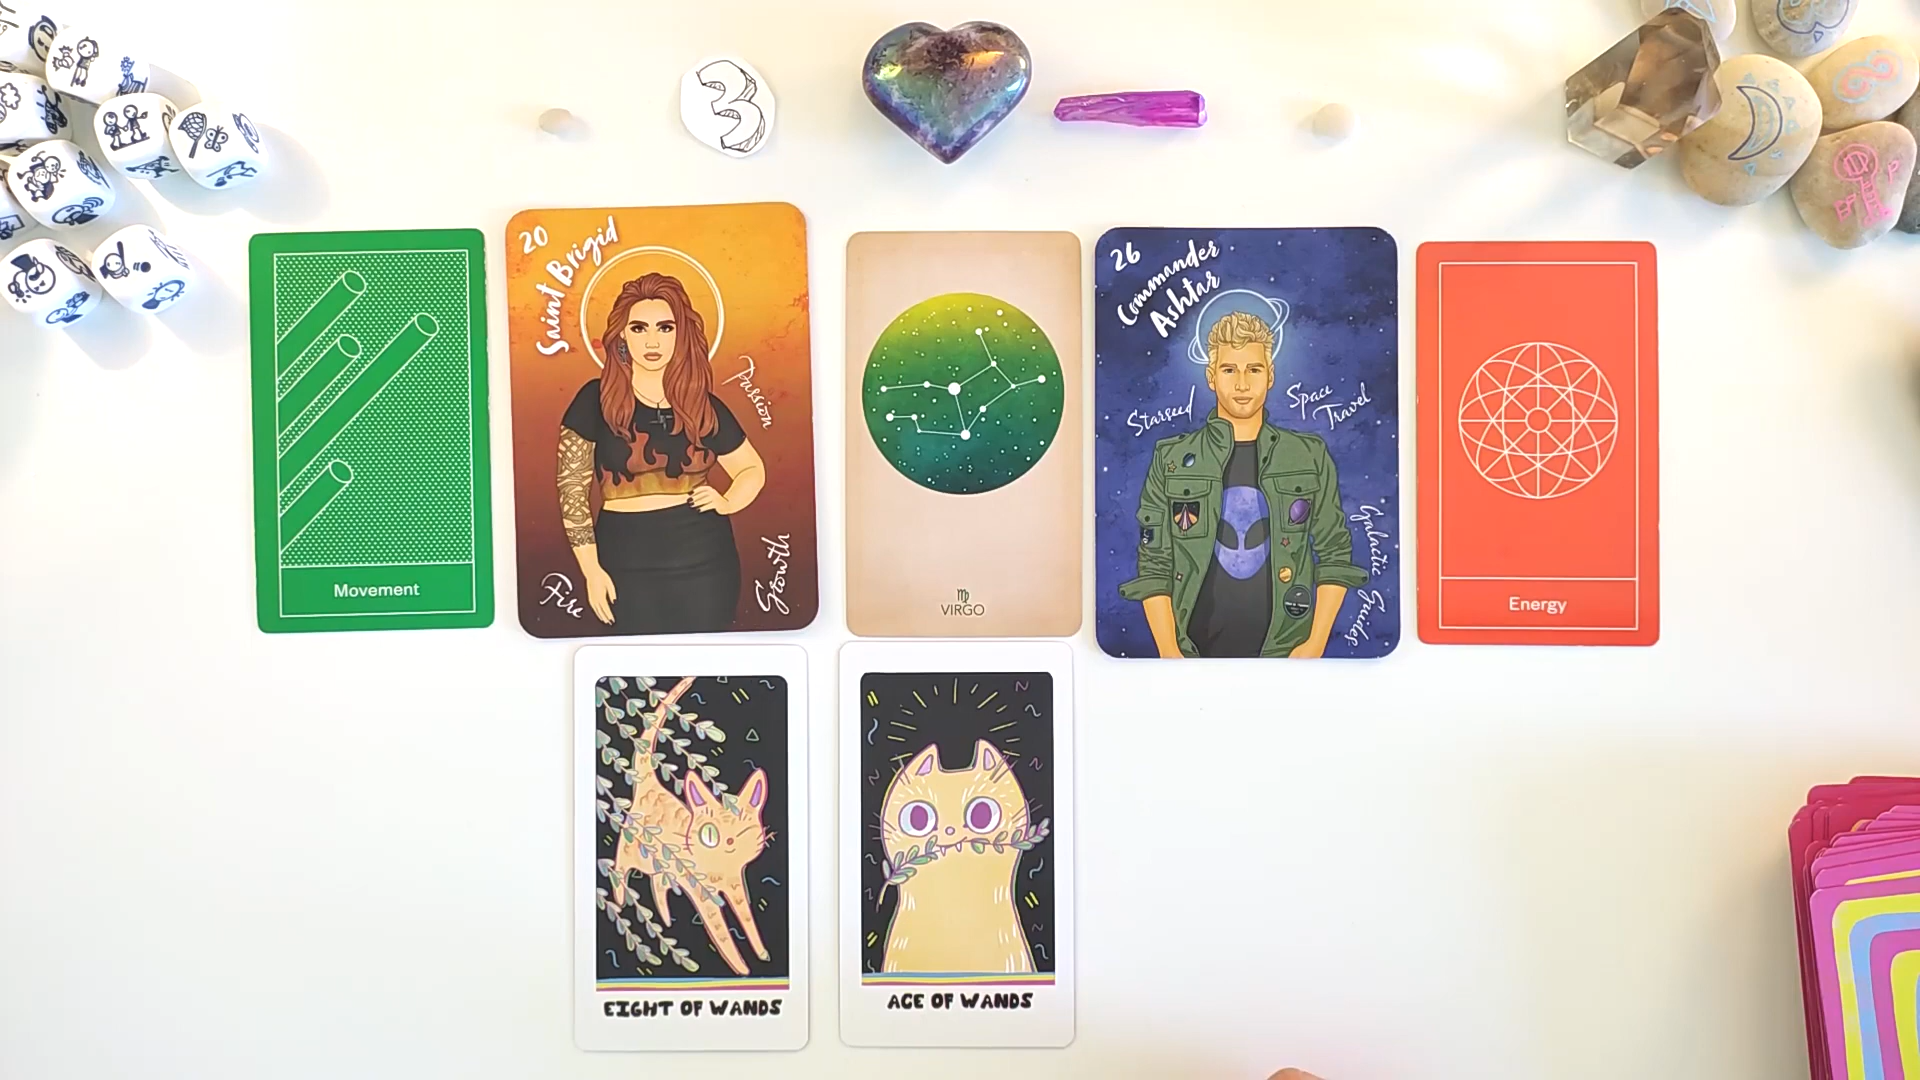 3
Movement
20
Saint Brigid
Passion
Fire
Growth
VIRGO
26
Commander
Ashtar
Starseed
Space
Travel
Galactic Guides
Energy
EIGHT OF WANDS
ACE OF WANDS